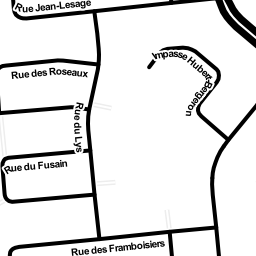 Rue Jean-Lesage
Impasse Hubert-Bergeron
Rue des Roseaux
Rue du Lys
Rue du Fusain
Rue des Framboisiers